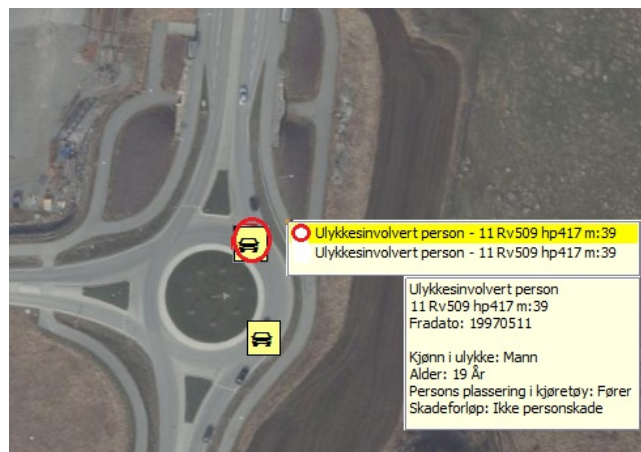 Ulykkesinvolvert person - 11 Rv509 hp417 m:39
Ulykkesinvolvert person - 11 Rv509 hp417 m:39
Ulykkesinvolvert person
11 Rv509 hp417 m:39
Fradato: 19970511
Kjønn i ulykke: Mann
Alder: 19 År
Persons plassering i kjøretøy: Fører
Skadeforløp: Ikke personskade